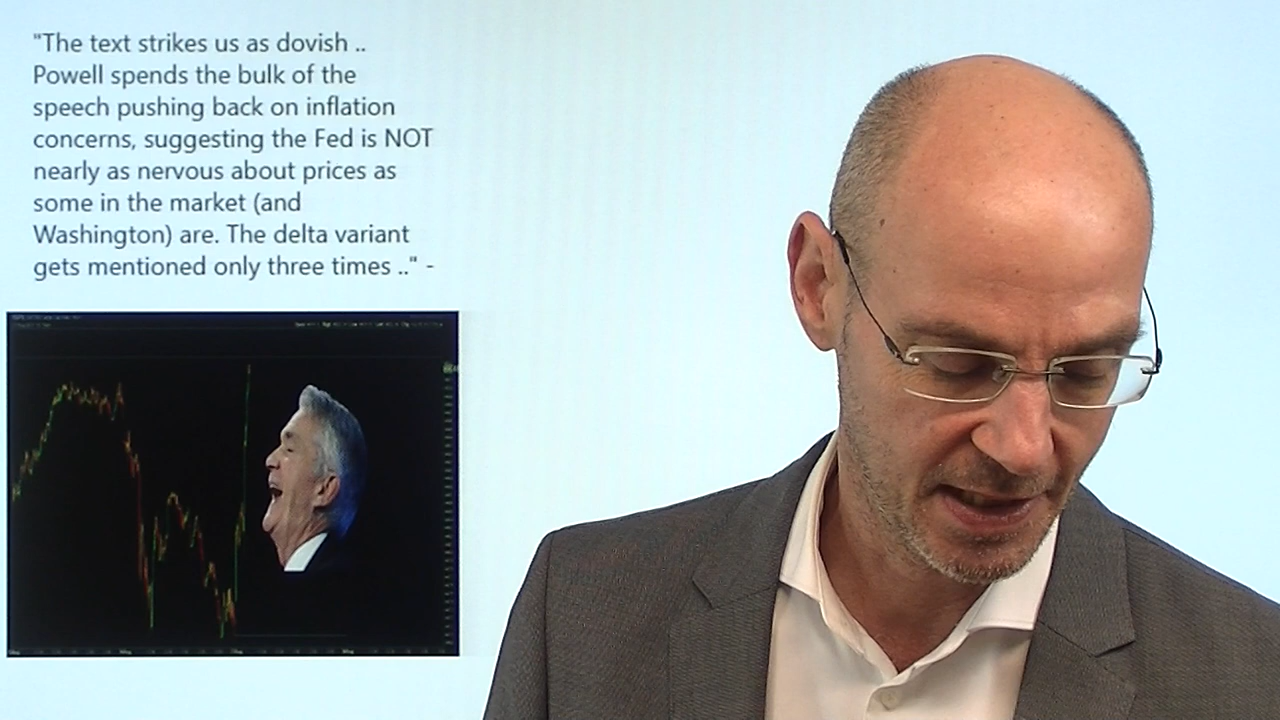 "The text strikes us as dovish ..
Powell spends the bulk of the
speech pushing back on inflation
concerns, suggesting the Fed is NOT
nearly as nervous about prices as
some in the market (and
Washington) are. The delta variant
gets mentioned only three times .." -